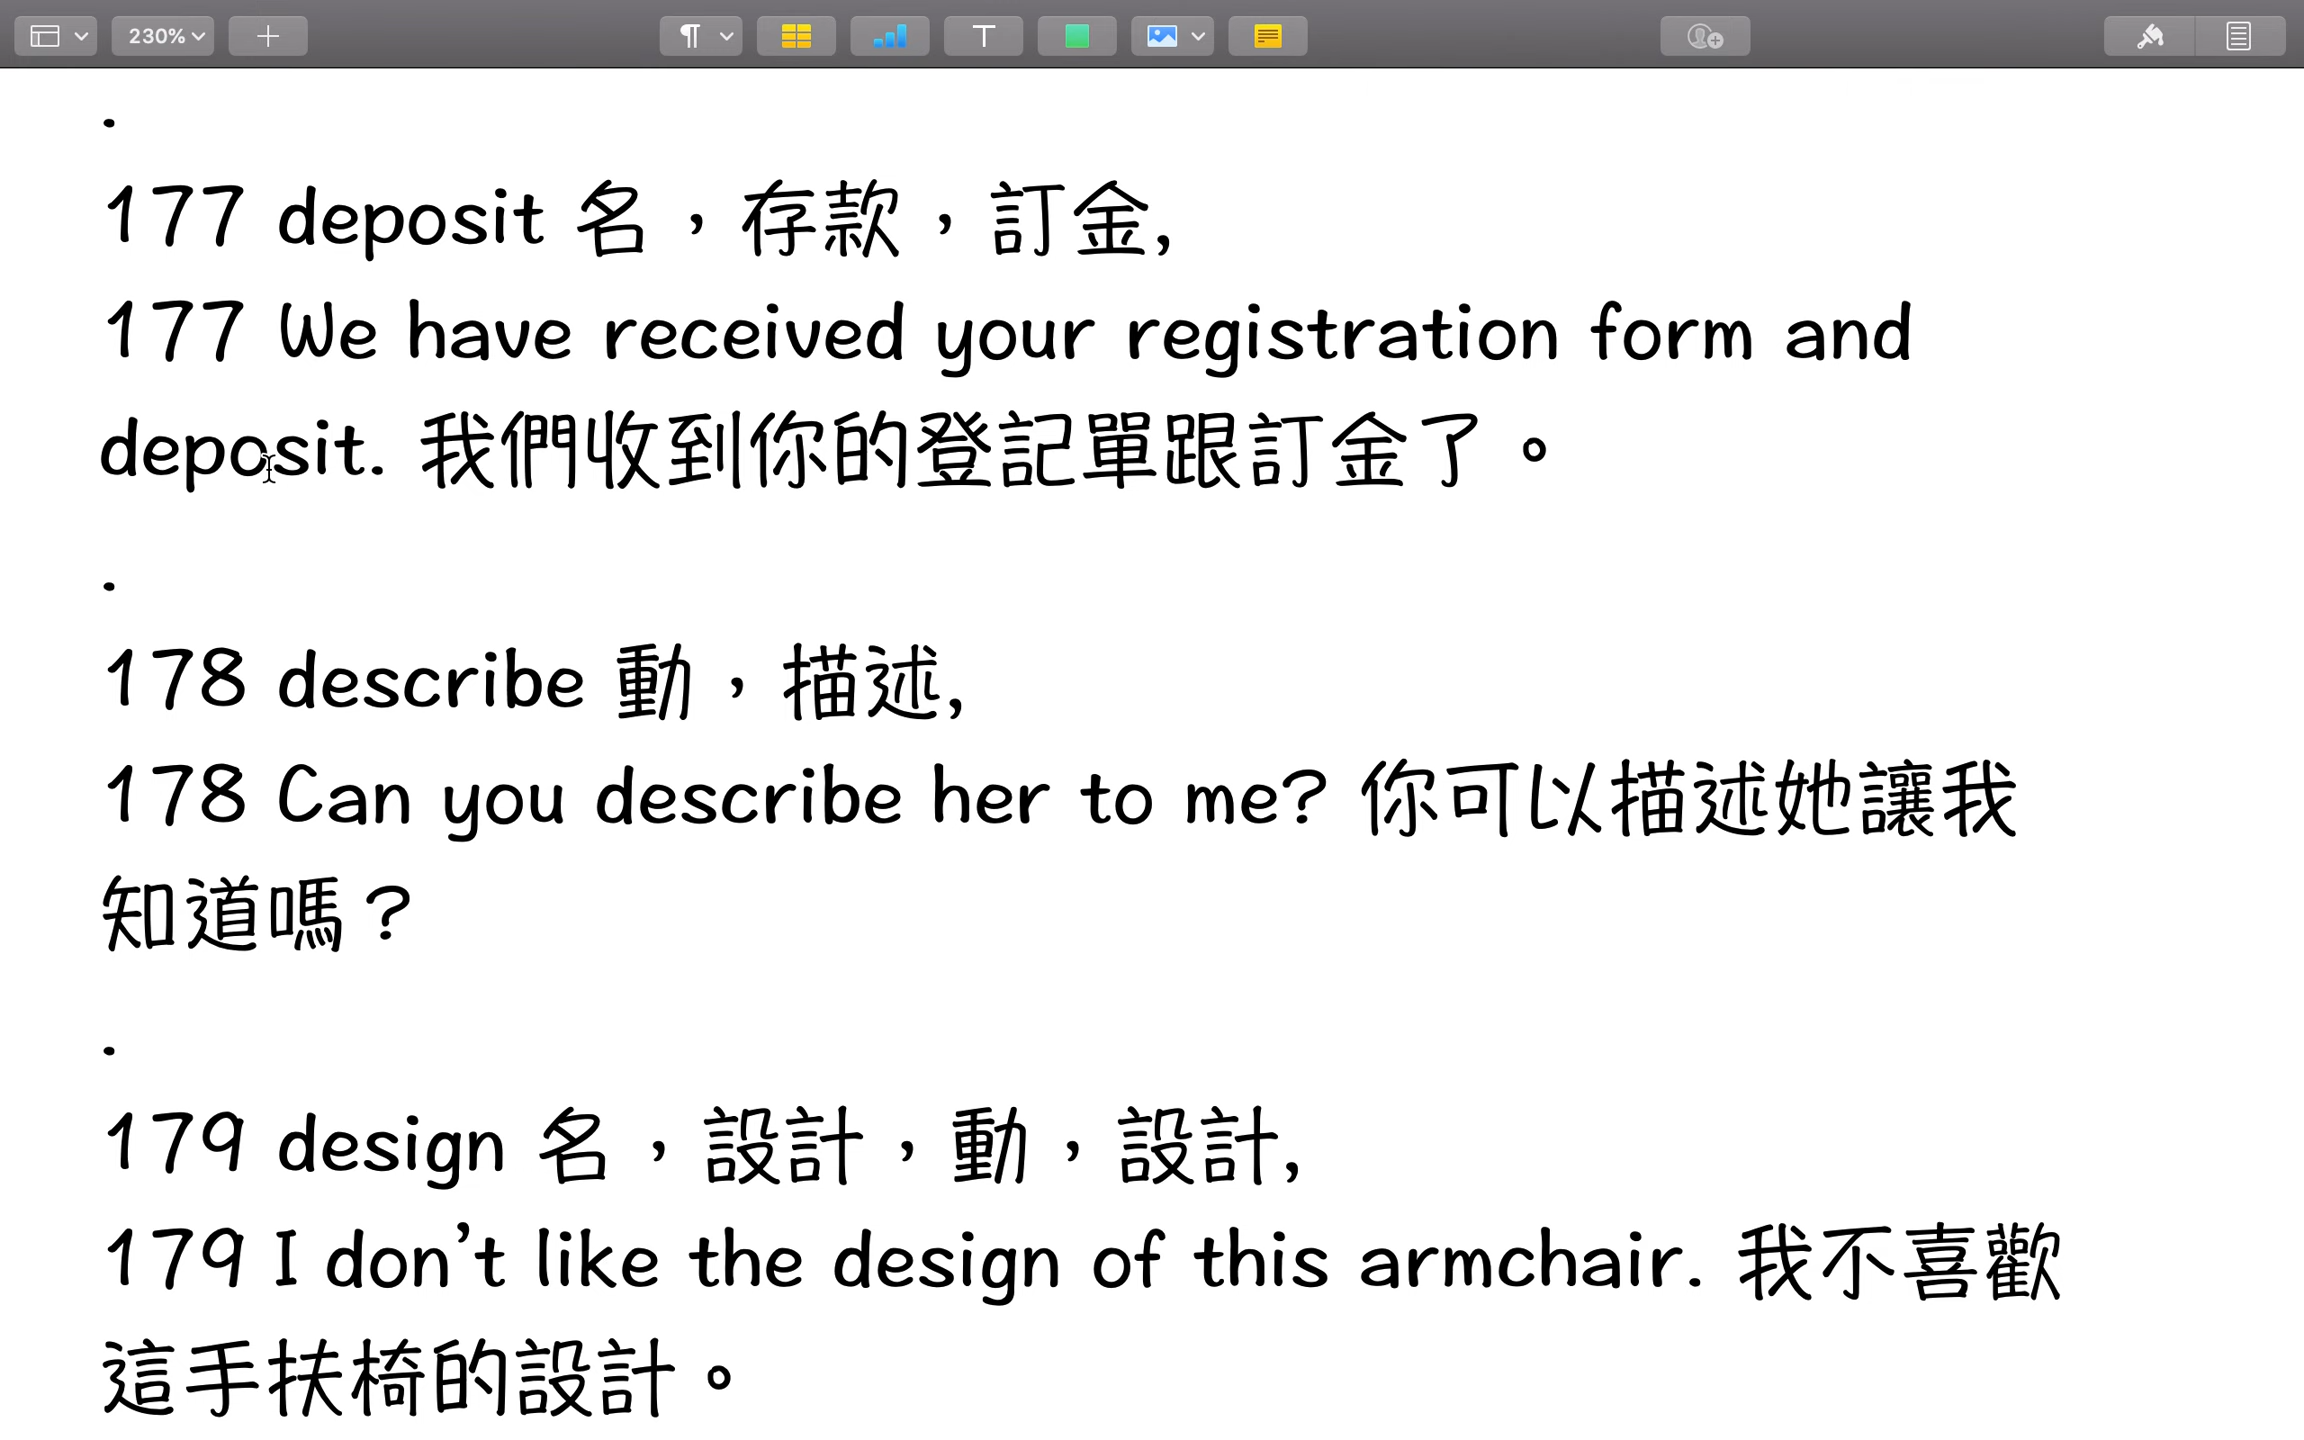 230%
.
177 deposit 名，存款，訂金,
177 We have received your registration form and
deposit. 我們收到你的登記單跟訂金了。
.
178 describe 動，描述,
178 Can you describe her to me? 你可以描述她讓我
知道嗎？
.
179 design 名，設計，動，設計,
179 I don’t like the design of this armchair. 我不喜歡
這手扶椅的設計。